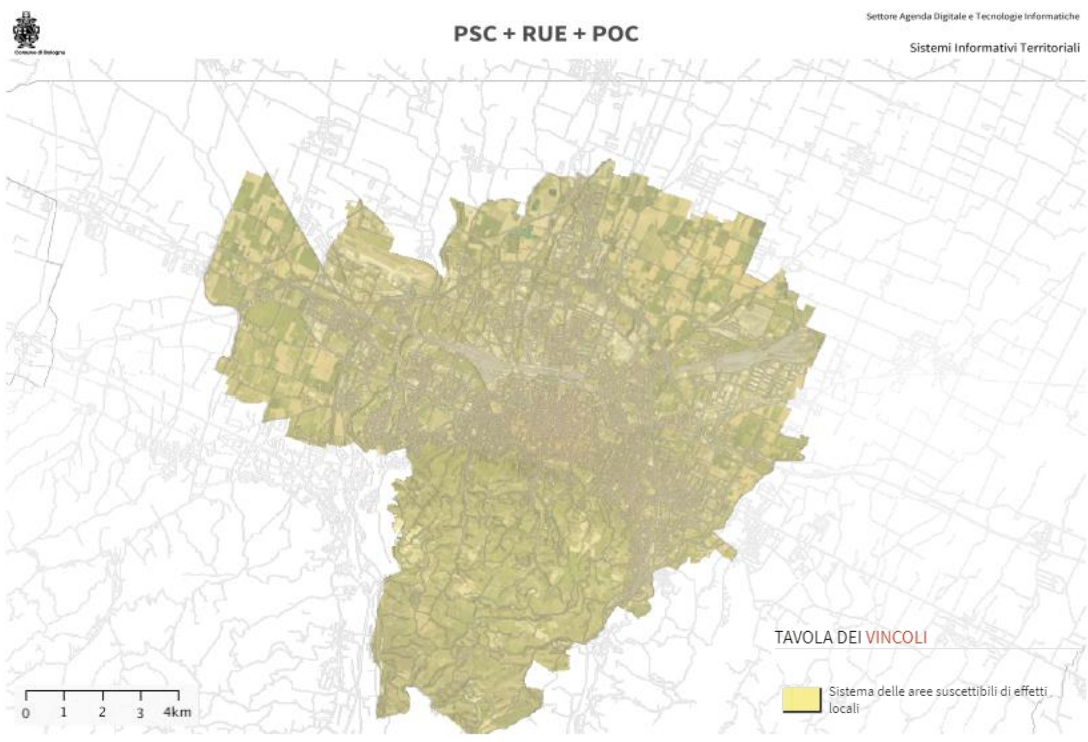 Comune di Bologna
PSC + RUE + POC
Settore Agenda Digitale e Tecnologie Informatiche
Sistemi Informativi Territoriali
TAVOLA DEI VINCOLI
Sistema delle aree suscettibili di effetti
locali
0 1 2 3 4km